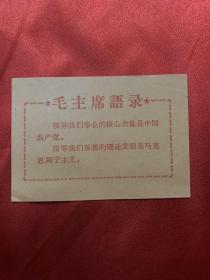 毛主席語录
领导我们事业的核心力量是中国
共产党。
指导我们思想的理论基础是马克
思列宁主义。